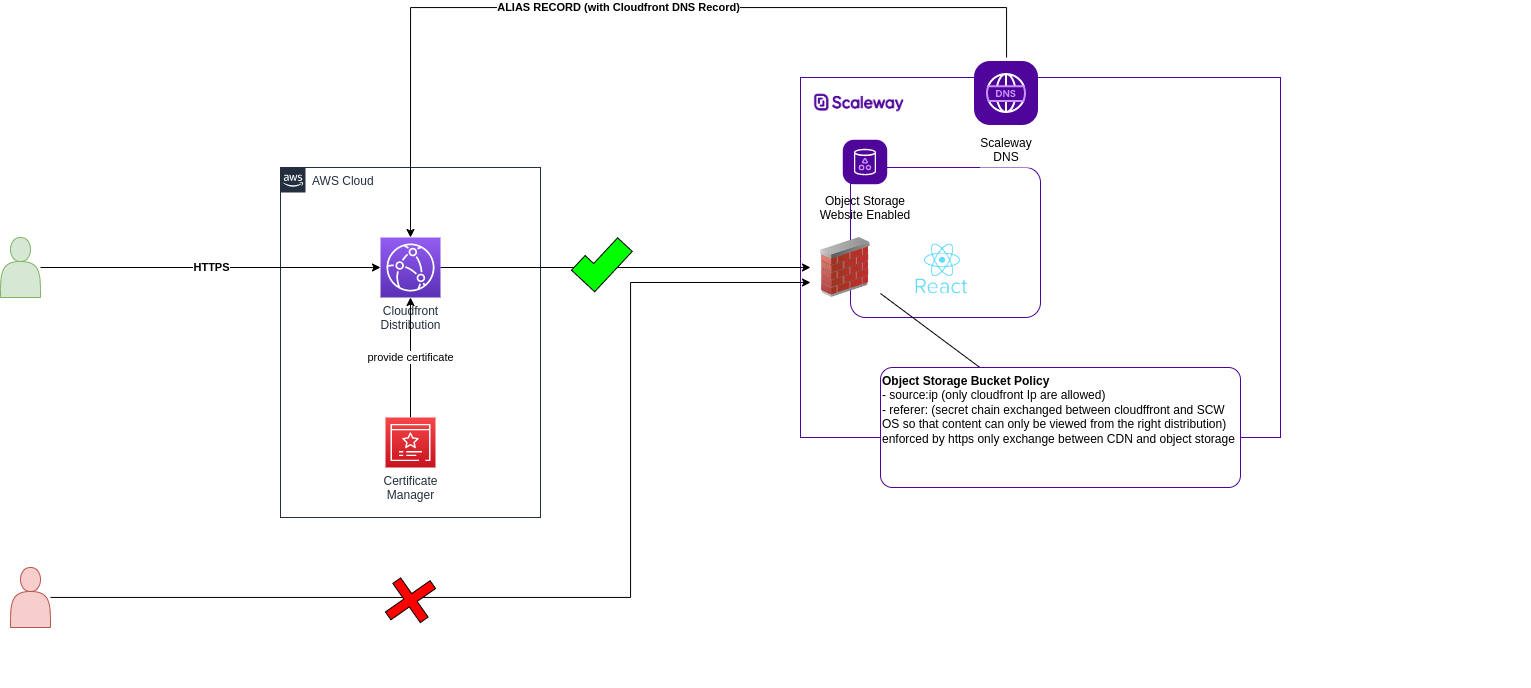 ALIAS RECORD (with Cloudfront DNS Record)
DNS
Scaleway
Scaleway
DNS
aws
AWS Cloud
Object Storage
Website Enabled
HTTPS
React
Cloudfront
Distribution
provide certificate
Object Storage Bucket Policy
- source:ip (only cloudfront Ip are allowed)
- referer: (secret chain exchanged between cloudffront and SCW
OS so that content can only be viewed from the right distribution)
enforced by https only exchange between CDN and object storage
Certificate
Manager